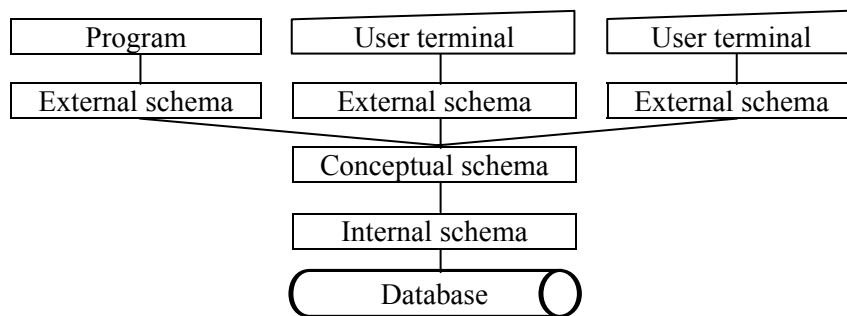 Program
User terminal
User terminal
External schema
External schema
External schema
Conceptual schema
Internal schema
Database